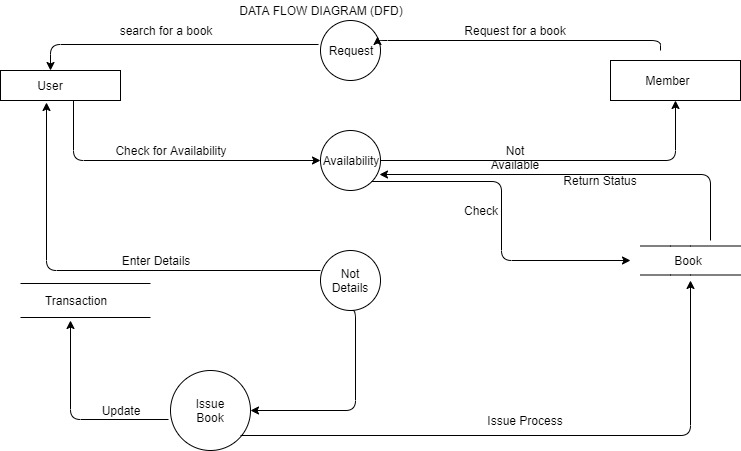 DATA FLOW DIAGRAM (DFD)
search for a book
Request for a book
Request
User
Member
Check for Availability
Availability
Not
Available
Return Status
Check
Enter Details
Book
Not
Details
Transaction
Issue
Book
Update
Issue Process